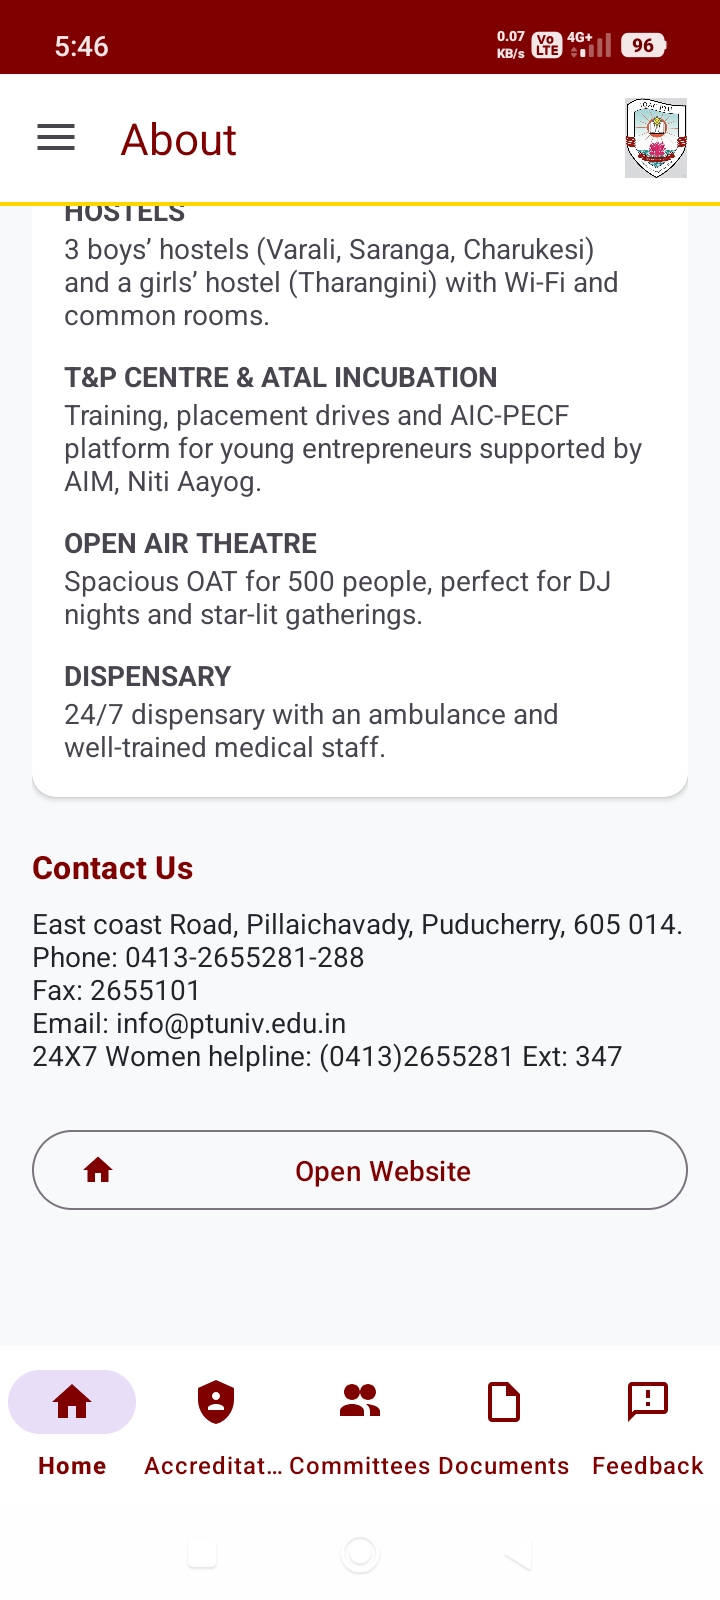 5:46
0.07
KB/s
Vo
LTE
4G+
96
About
HOSTELS
3 boys’ hostels (Varali, Saranga, Charukesi)
and a girls’ hostel (Tharangini) with Wi-Fi and
common rooms.
T&P CENTRE & ATAL INCUBATION
Training, placement drives and AIC-PECF
platform for young entrepreneurs supported by
AIM, Niti Aayog.
OPEN AIR THEATRE
Spacious OAT for 500 people, perfect for DJ
nights and star-lit gatherings.
DISPENSARY
24/7 dispensary with an ambulance and
well-trained medical staff.
Contact Us
East coast Road, Pillaichavady, Puducherry, 605 014.
Phone: 0413-2655281-288
Fax: 2655101
Email: info@ptuniv.edu.in
24X7 Women helpline: (0413)2655281 Ext: 347
Open Website
Home
Accreditat...
Committees
Documents
Feedback